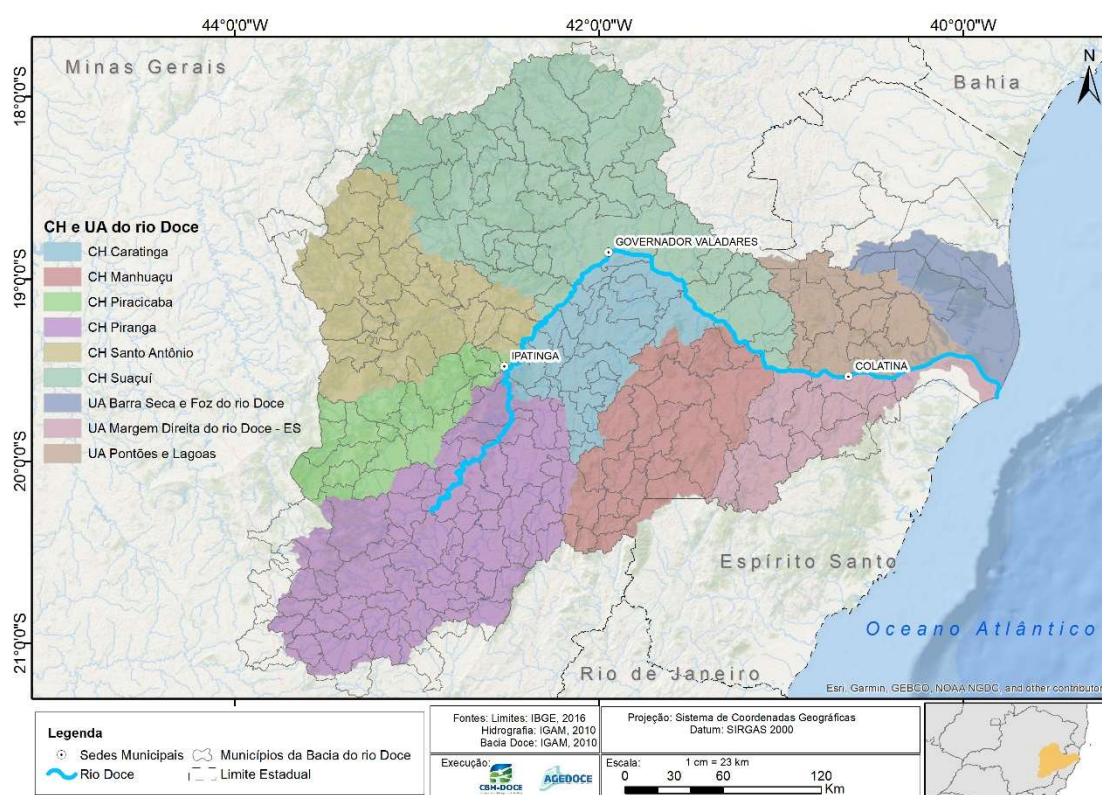 44°0'0"W
42°0'0"W
40°0'0"W
18°0'0"S
19°0'0"S
20°0'0"S
21°0'0"S
Minas Gerais
Bahia
N
CH e UA do rio Doce
CH Caratinga
CH Manhuaçu
CH Piracicaba
CH Piranga
CH Santo Antônio
CH Suaçuí
UA Barra Seca e Foz do rio Doce
UA Margem Direita do rio Doce - ES
UA Pontões e Lagoas
GOVERNADOR VALADARES
IPATINGA
COLATINA
Espírito Santo
Oceano Atlântico
Rio de Janeiro
Esri, Garmin, GEBCO, NOAA NGDC, and other contributor
Legenda
Sedes Municipais
Municípios da Bacia do rio Doce
Rio Doce
Limite Estadual
Fontes: Limites: IBGE, 2016
Hidrografia: IGAM, 2010
Bacia Doce: IGAM, 2010
Execução:
CBH-DOCE
AGEDOCE
Projeção: Sistema de Coordenadas Geográficas
Datum: SIRGAS 2000
Escala: 1 cm = 23 km
0 30 60 120
Km